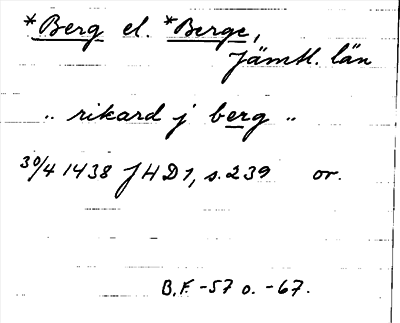 *Berg el. *Berge,
Jämtl. län
.. rikard j berg ..
30/4 1438 JHD1, s. 239 or.
B.F. -57 o. -67.